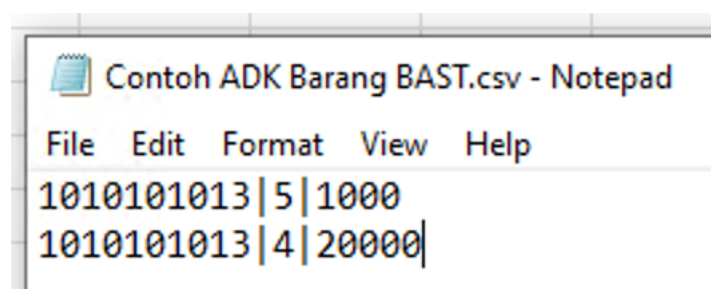 Contoh ADK Barang BAST.csv - Notepad
File Edit Format View Help
1010101013|5|1000
1010101013|4|20000